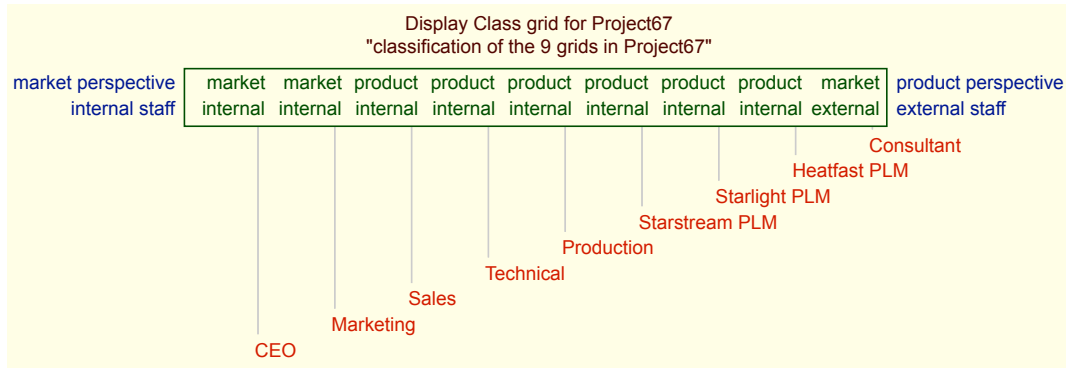 Display Class grid for Project67
"classification of the 9 grids in Project67"
market perspective market market product product product product product product market product perspective
internal staff internal internal internal internal internal internal internal internal external external staff
Consultant
Heatfast PLM
Starlight PLM
Starstream PLM
Production
Technical
Sales
Marketing
CEO